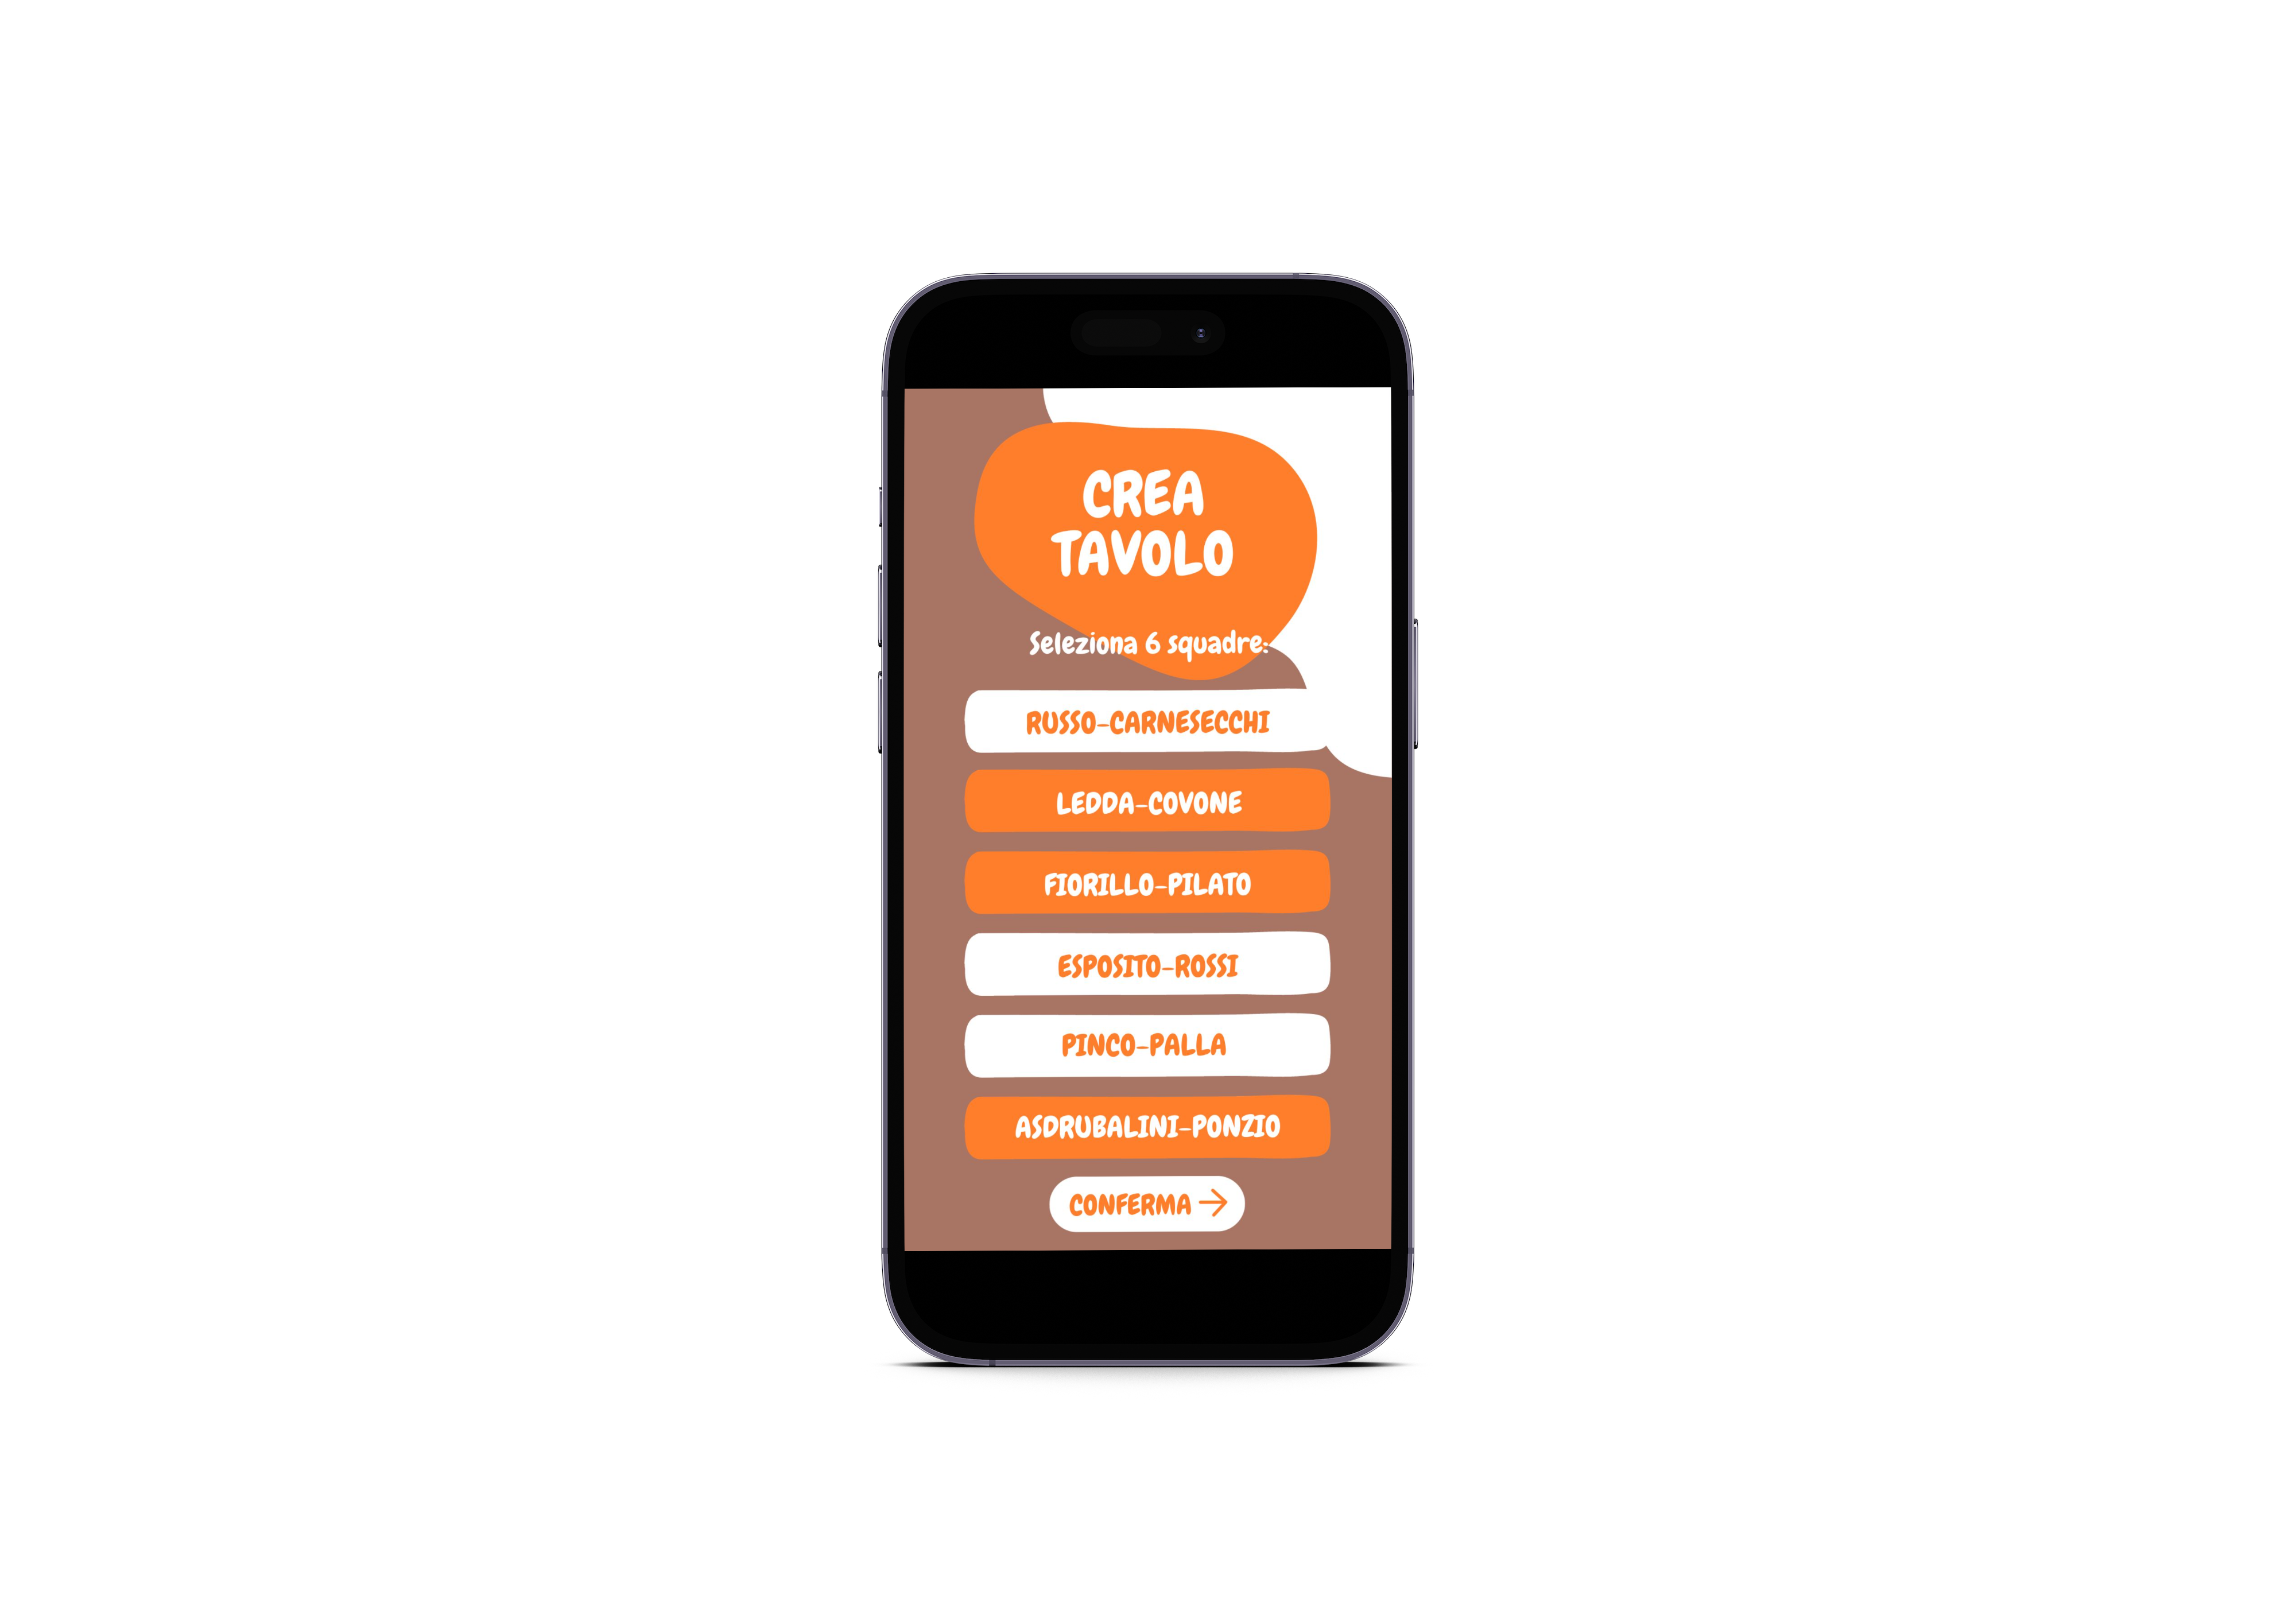 CREA
TAVOLO
Seleziona 6 squadre:
RUSSO-CARNESECCHI
LEDDA-COVONE
FIORILLO-PILATO
ESPOSITO-ROSSI
PINCO-PALLA
ASDRUBALINI-PONZIO
CONFERMA